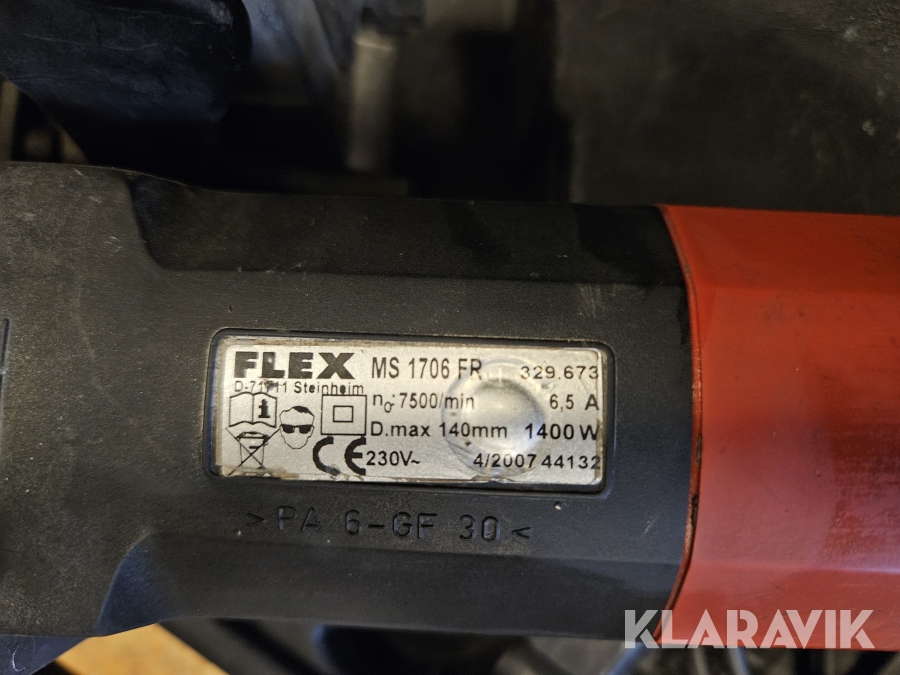 FLEX MS 1706 FR 329.673
D-71711 Steinheim
n₀:7500/min 6,5 A
D.max 140mm 1400W
CE 230V~ 4/2007 44132
>PA 6-GF 30<
KLARAVIK